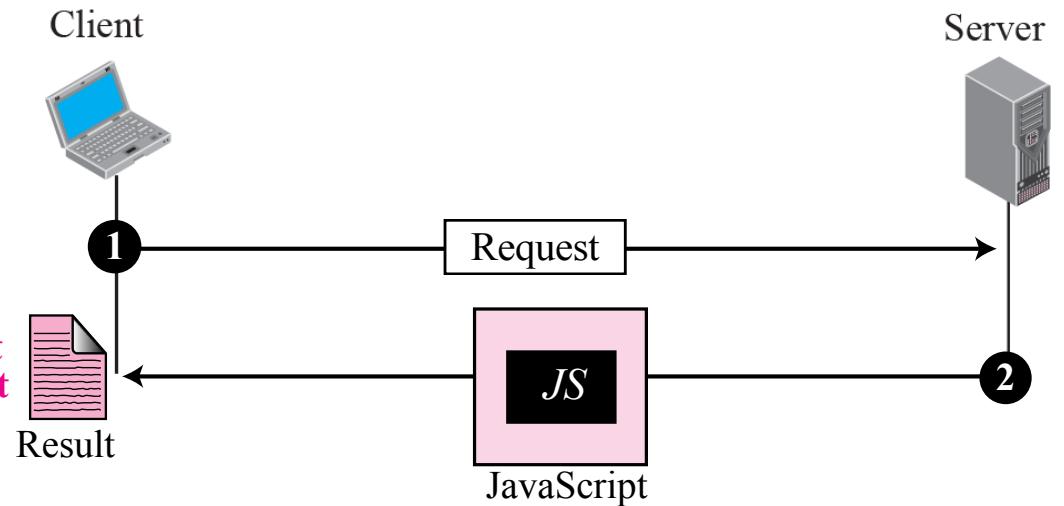 Client
Server
1
Request
JS
2
Result
JavaScript